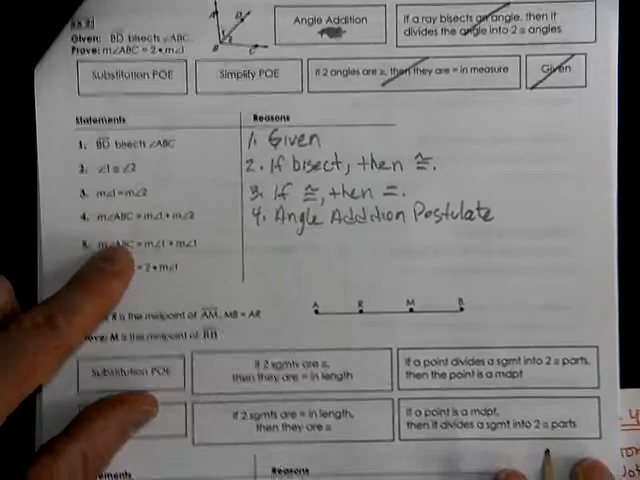 Ex 2)
Given: BD bisects ∠ABC.
Prove: m∠ABC = 2 • m∠1
A
D
B
C
Angle Addition
If a ray bisects an angle, then it
divides the angle into 2 ≅ angles
Substitution POE
Simplify POE
If 2 angles are ≅, then they are = in measure
Given
Statements
Reasons
1. BD bisects ∠ABC
1. Given
2. ∠1 ≅ ∠2
2. If bisect, then ≅.
3. m∠1 = m∠2
3. If ≅, then =.
4. m∠ABC = m∠1 + m∠2
4. Angle Addition Postulate
5. m∠ABC = m∠1 + m∠1
= 2 • m∠1
R is the midpoint of AM, MB = AR
M is the midpoint of
A R M B
Substitution POE
If 2 sgmts are ≅,
then they are = in length
If a point divides a sgmt into 2 ≅ parts,
then the point is a mdpt
If 2 sgmts are = in length,
then they are ≅
If a point is a mdpt,
then it divides a sgmt into 2 ≅ parts
Reasons